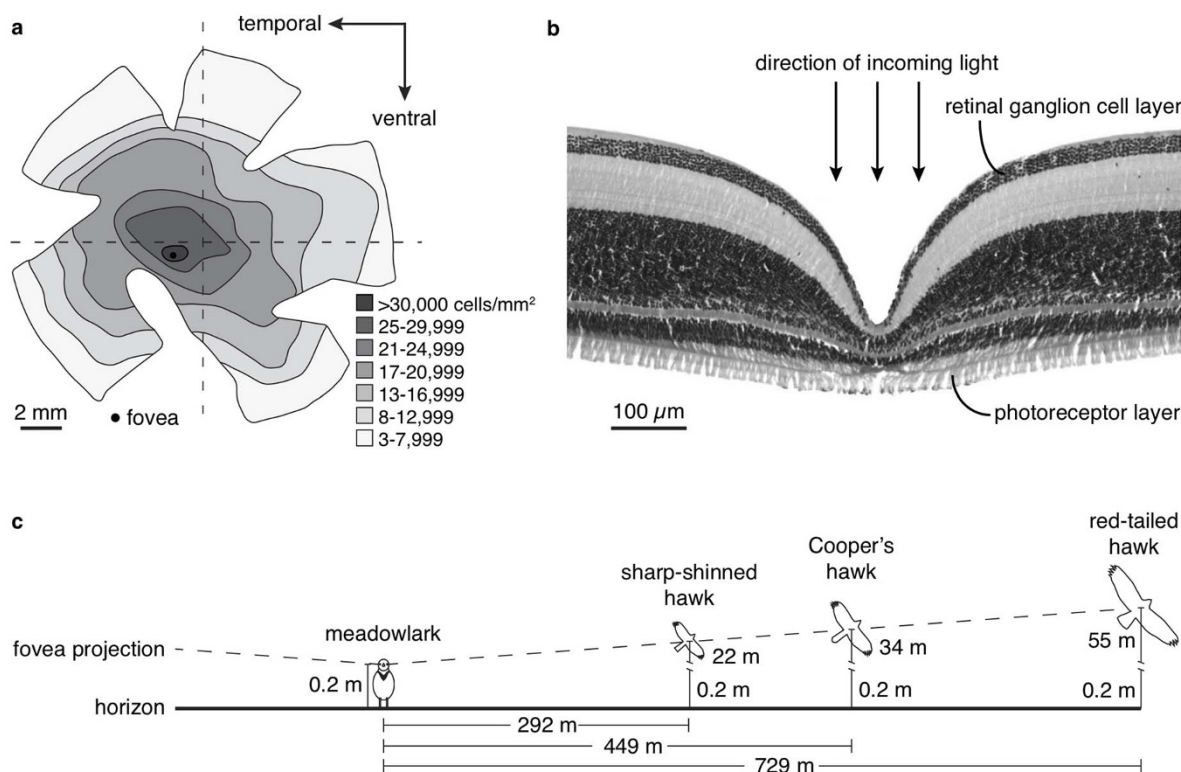 a
temporal
ventral
>30,000 cells/mm²
25-29,999
21-24,999
17-20,999
13-16,999
8-12,999
3-7,999
2 mm
fovea
b
direction of incoming light
retinal ganglion cell layer
photoreceptor layer
100 µm
c
red-tailed
hawk
Cooper's
hawk
sharp-shinned
hawk
meadowlark
fovea projection
22 m
34 m
55 m
0.2 m
0.2 m
0.2 m
0.2 m
horizon
292 m
449 m
729 m